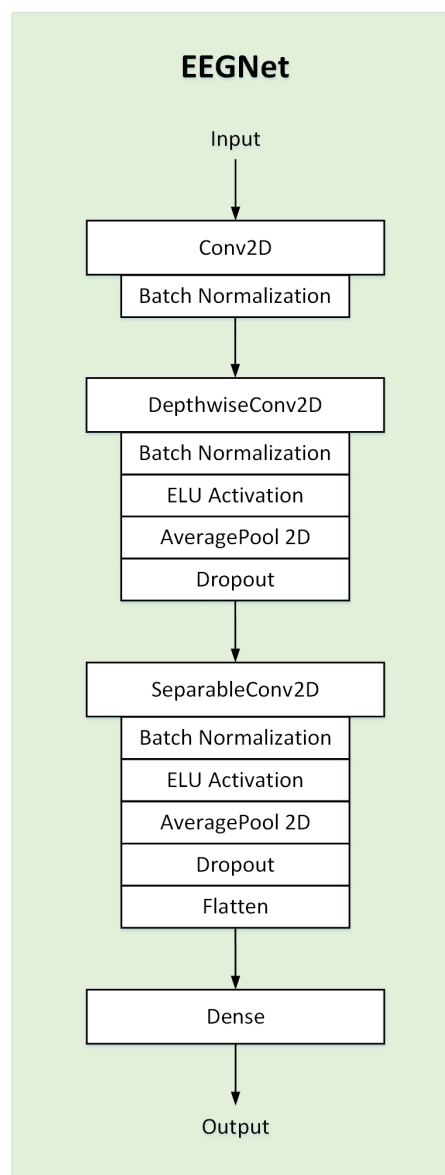 EEGNet
Input
Conv2D
Batch Normalization
DepthwiseConv2D
Batch Normalization
ELU Activation
AveragePool 2D
Dropout
SeparableConv2D
Batch Normalization
ELU Activation
AveragePool 2D
Dropout
Flatten
Dense
Output